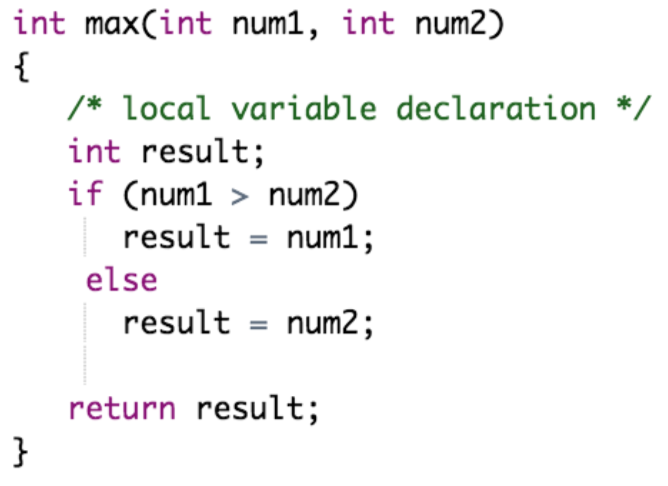 int max(int num1, int num2)
{
   /* local variable declaration */
   int result;
   if (num1 > num2)
      result = num1;
    else
      result = num2;

   return result;
}